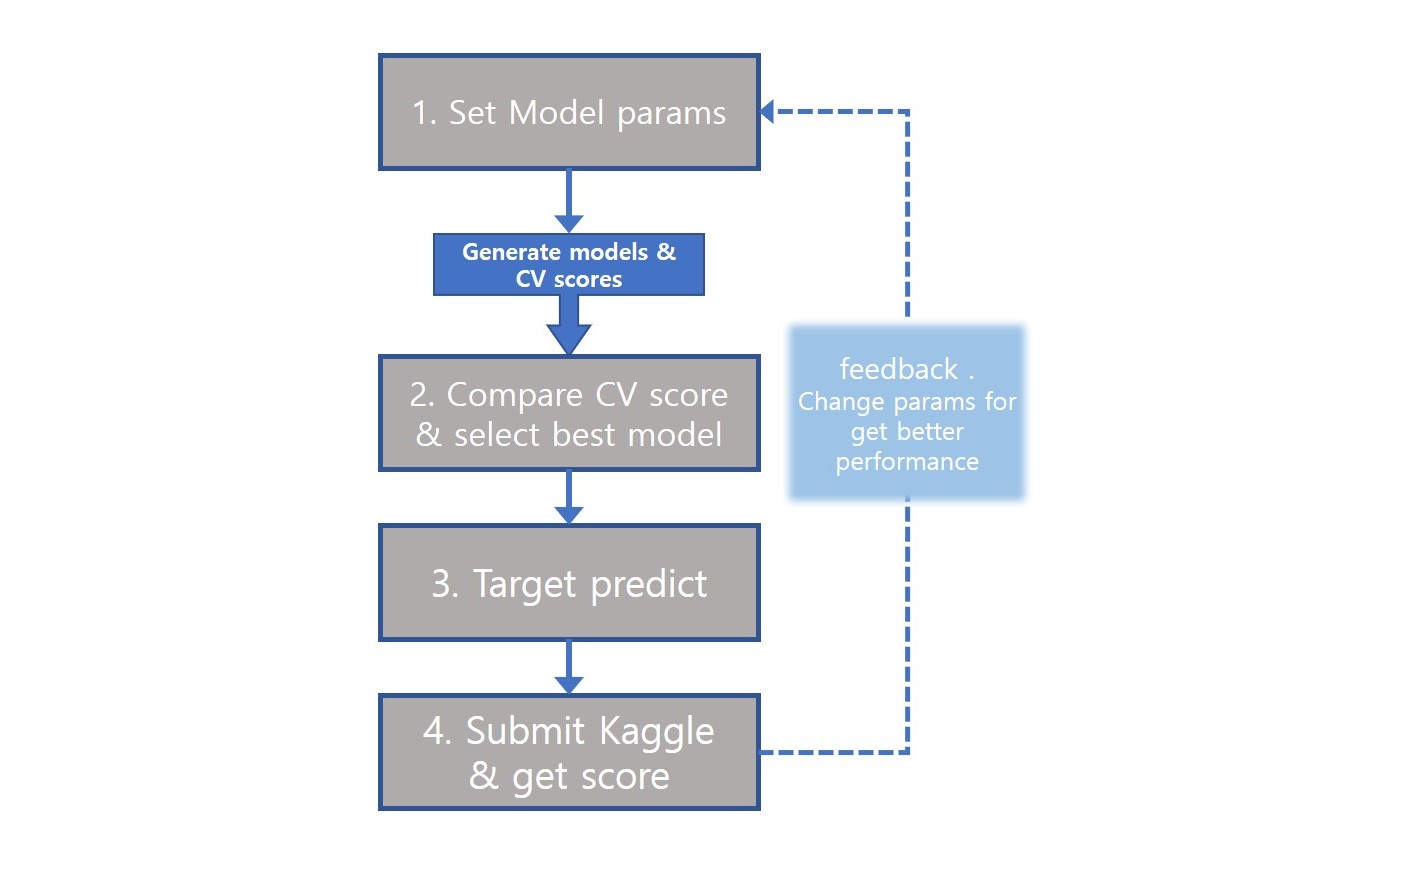 1. Set Model params
Generate models &
CV scores
2. Compare CV score
& select best model
feedback .
Change params for
get better
performance
3. Target predict
4. Submit Kaggle
& get score